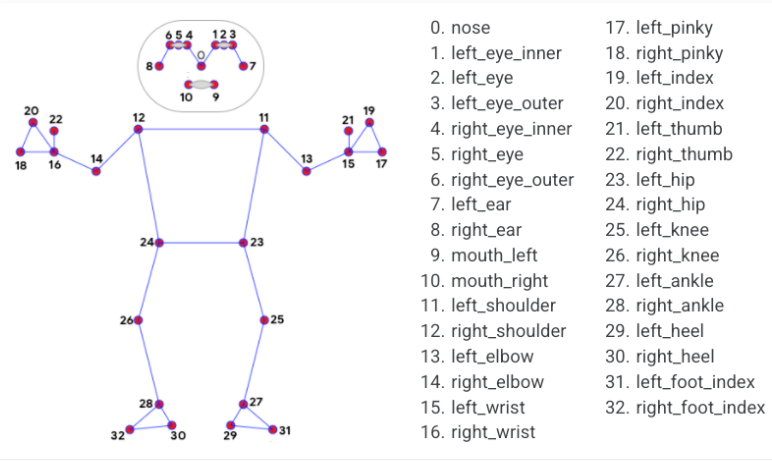 6 5 4 1 2 3
0
8 7
10 9
20 22 12 11 21 19
18 16 14 13 15 17
24 23
26 25
28 27
32 30 29 31
0. nose
1. left_eye_inner
2. left_eye
3. left_eye_outer
4. right_eye_inner
5. right_eye
6. right_eye_outer
7. left_ear
8. right_ear
9. mouth_left
10. mouth_right
11. left_shoulder
12. right_shoulder
13. left_elbow
14. right_elbow
15. left_wrist
16. right_wrist
17. left_pinky
18. right_pinky
19. left_index
20. right_index
21. left_thumb
22. right_thumb
23. left_hip
24. right_hip
25. left_knee
26. right_knee
27. left_ankle
28. right_ankle
29. left_heel
30. right_heel
31. left_foot_index
32. right_foot_index